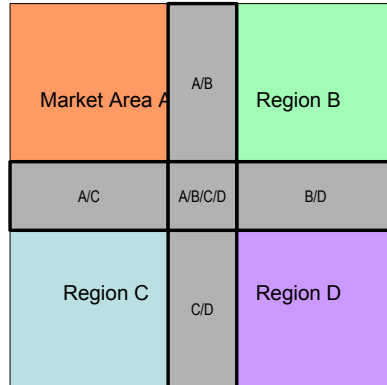 A/B
Market Area A
Region B
A/C
A/B/C/D
B/D
Region C
Region D
C/D